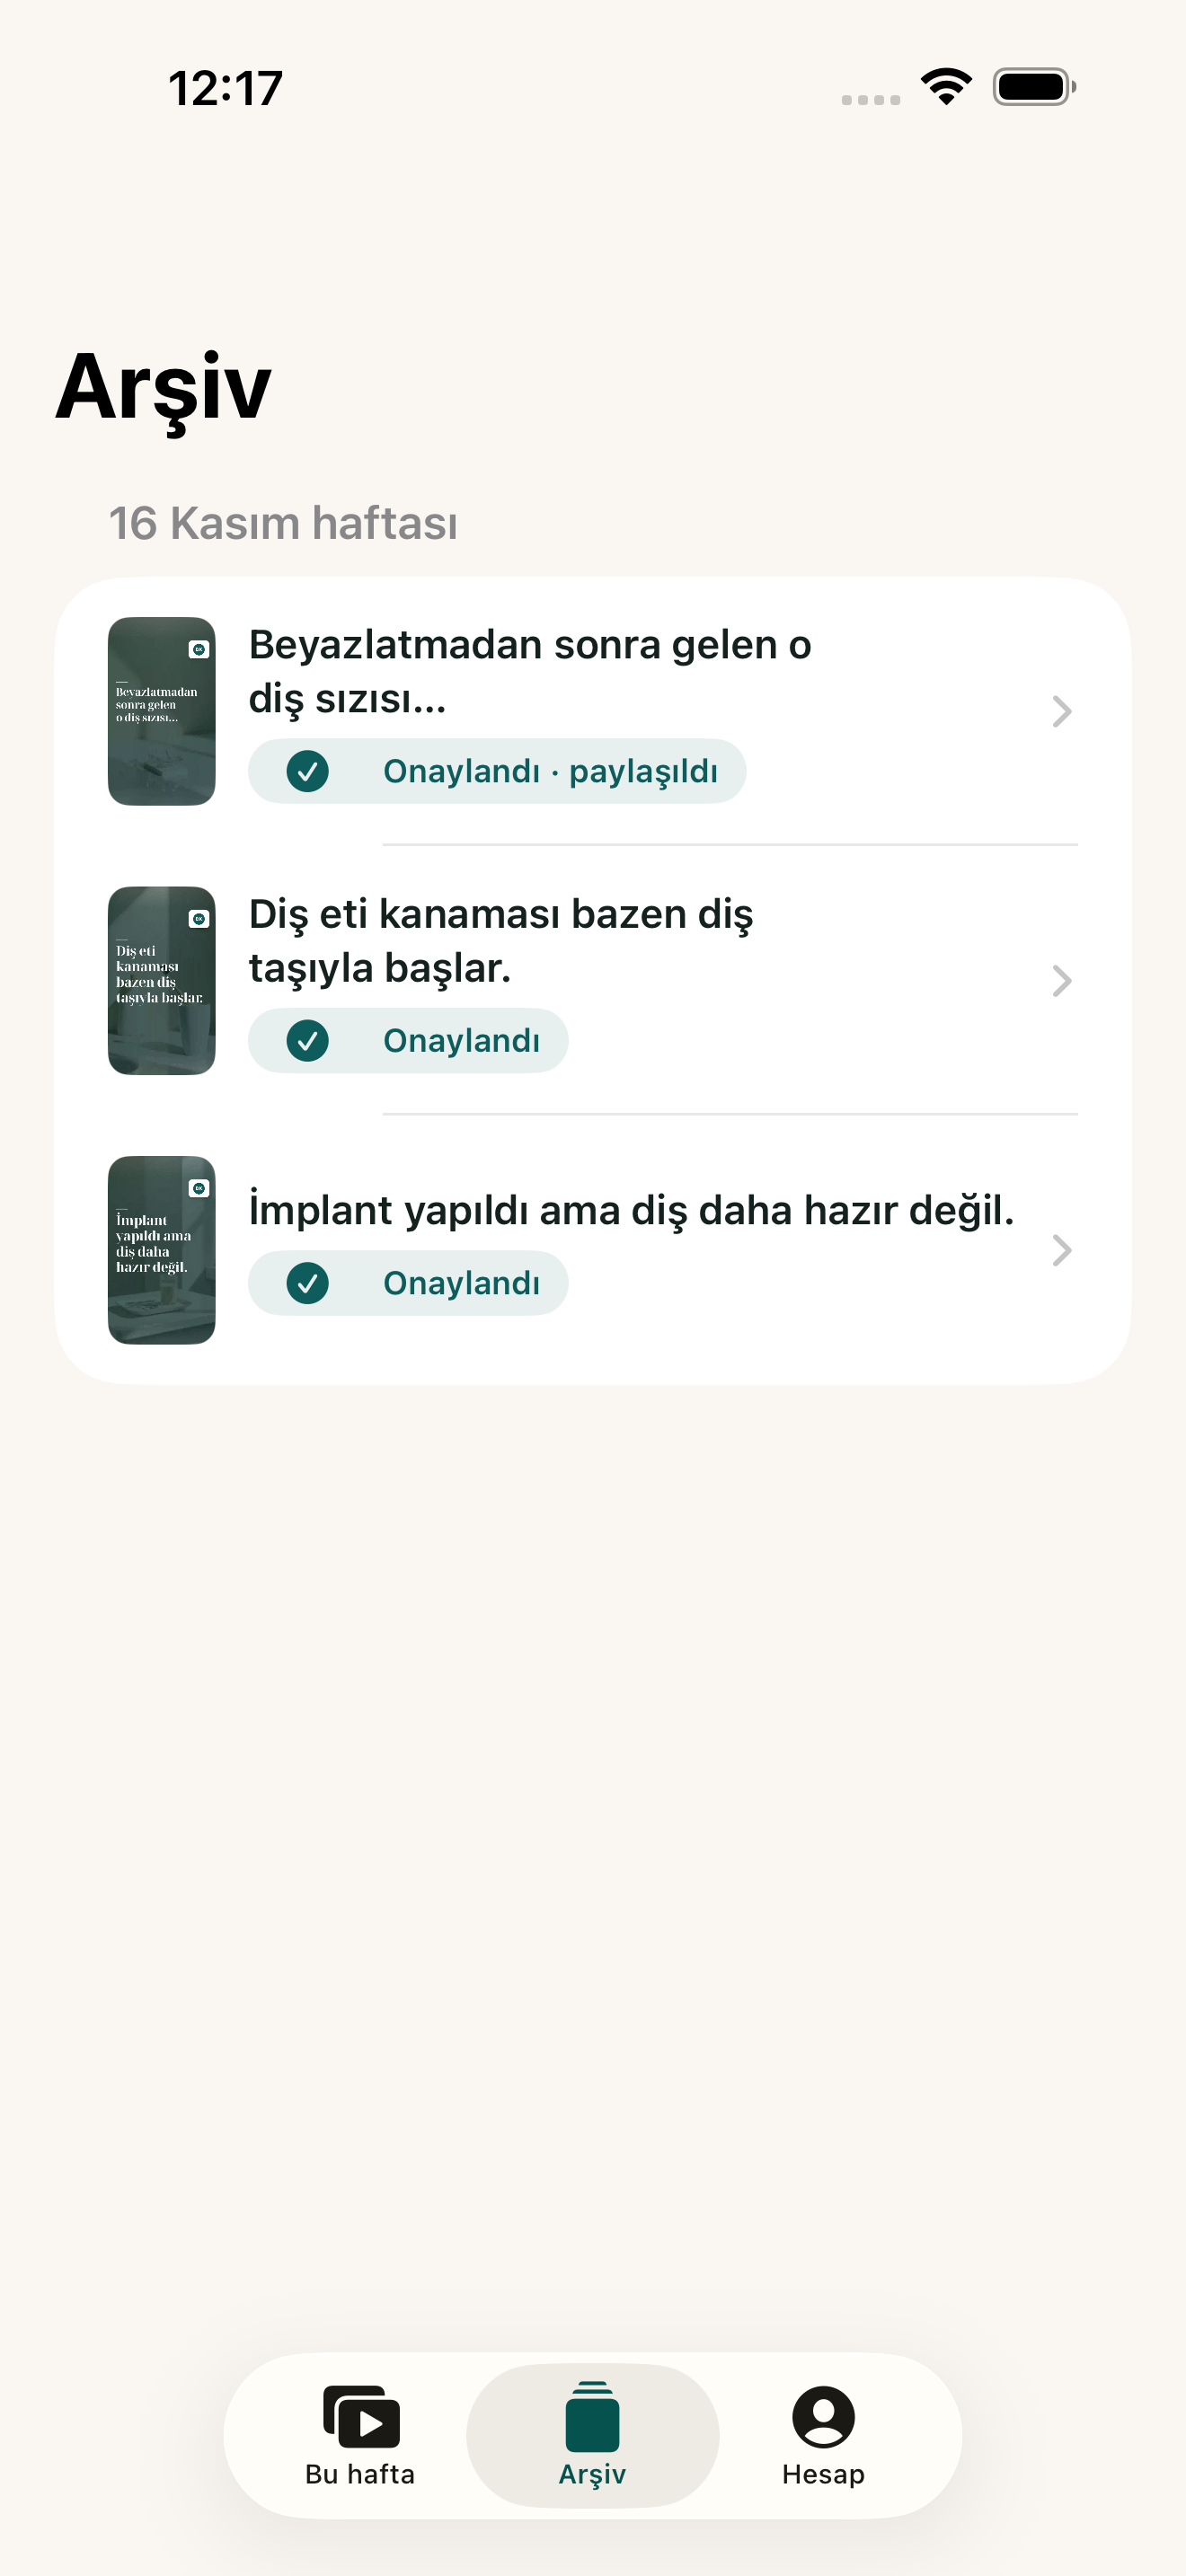 12:17
Arşiv
16 Kasım haftası
Beyazlatmadan
sonra gelen
o diş sızısı...
Beyazlatmadan sonra gelen o
diş sızısı...
Onaylandı · paylaşıldı
Diş eti
kanaması
bazen diş
taşıyla başlar.
Diş eti kanaması bazen diş
taşıyla başlar.
Onaylandı
İmplant
yapıldı ama
diş daha
hazır değil.
İmplant yapıldı ama diş daha hazır değil.
Onaylandı
Bu hafta
Arşiv
Hesap